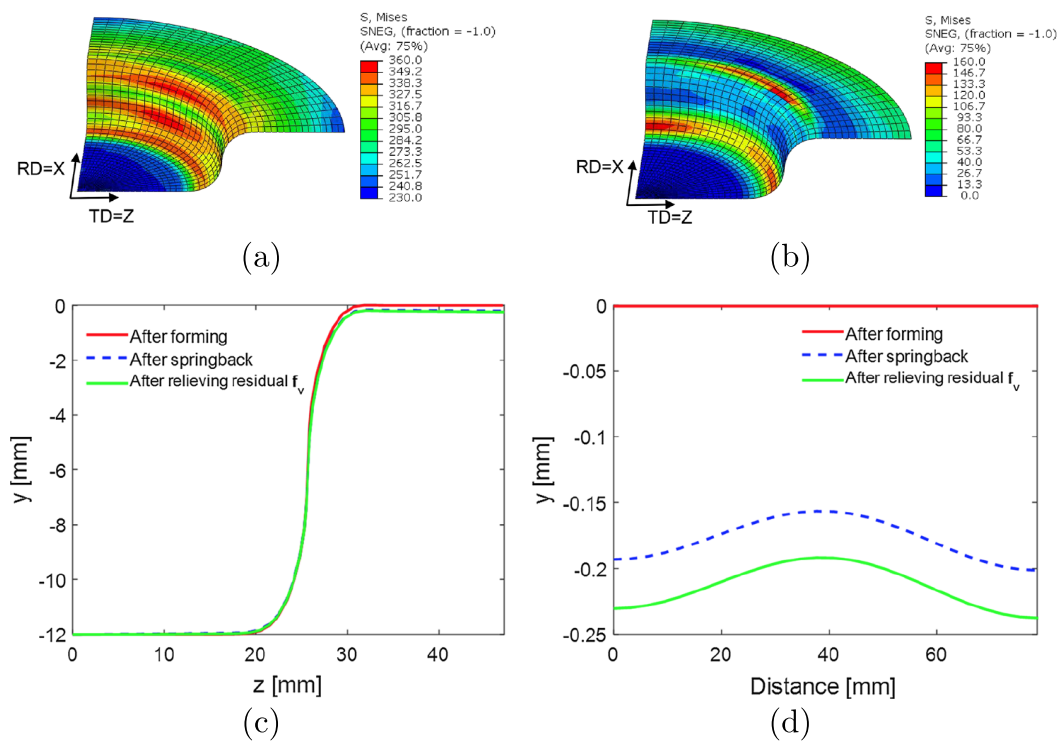 S, Mises
SNEG, (fraction = -1.0)
(Avg: 75%)
360.0
349.2
338.3
327.5
316.7
305.8
295.0
284.2
273.3
262.5
251.7
240.8
230.0
RD=X
TD=Z
(a)
S, Mises
SNEG, (fraction = -1.0)
(Avg: 75%)
160.0
146.7
133.3
120.0
106.7
93.3
80.0
66.7
53.3
40.0
26.7
13.3
0.0
RD=X
TD=Z
(b)
0
-2
-4
-6
-8
-10
-12
y [mm]
After forming
After springback
After relieving residual fv
0
10
20
30
40
z [mm]
(c)
0
-0.05
-0.1
-0.15
-0.2
-0.25
y [mm]
After forming
After springback
After relieving residual fv
0
20
40
60
Distance [mm]
(d)